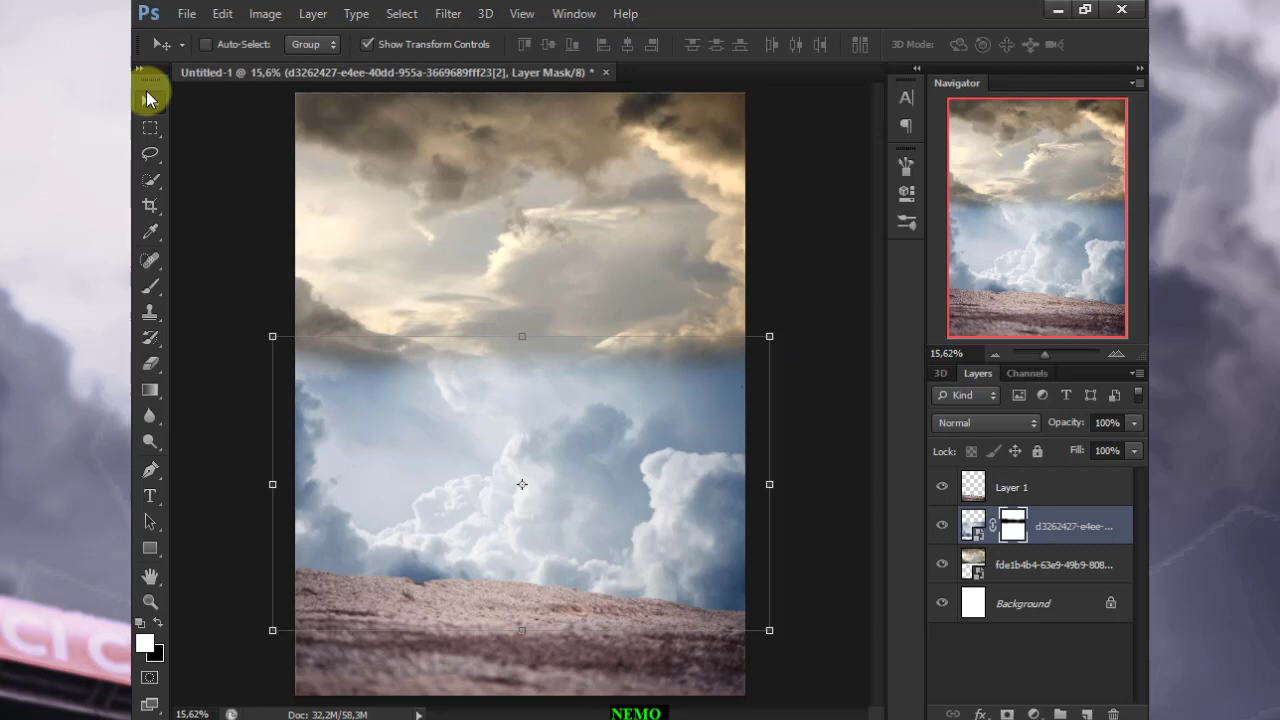 Ps File Edit Image Layer Type Select Filter 3D View Window Help
Auto-Select: Group Show Transform Controls 3D Mode:
Untitled-1 @ 15,6% (d3262427-e4ee-40dd-955a-3669689fff23[2], Layer Mask/8) * ×
Navigator
15,62%
3D Layers Channels
Kind T
Normal Opacity: 100%
Lock: Fill: 100%
Layer 1
d3262427-e4ee-...
fde1b4b4-63e9-49b9-808...
Background
15,62% Doc: 32,2M/58,3M
NEMO
fx